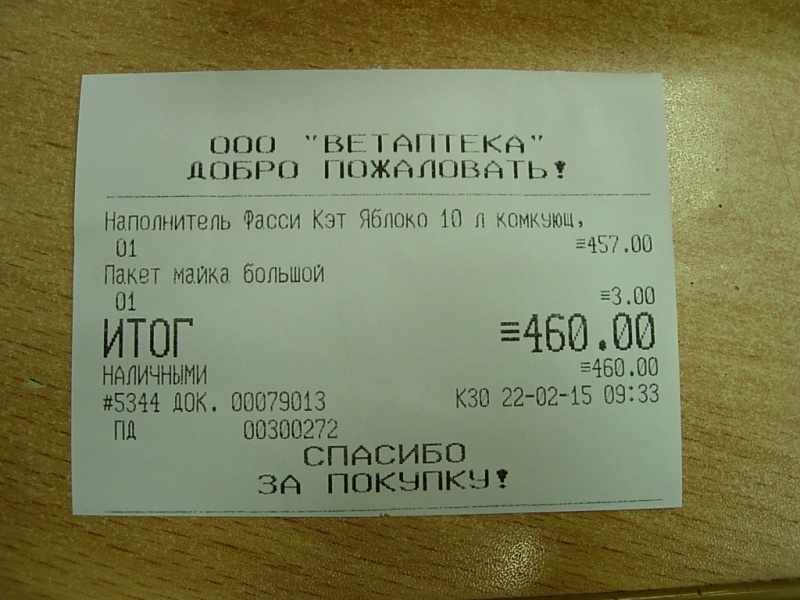 ООО "ВЕТАПТЕКА"
ДОБРО ПОЖАЛОВАТЬ!
Наполнитель Фасси Кэт Яблоко 10 л комкующ,
01 ≡457.00
Пакет майка большой
01 ≡3.00
ИТОГ ≡460.00
НАЛИЧНЫМИ ≡460.00
#5344 ДОК. 00079013 К30 22-02-15 09:33
ПД 00300272
СПАСИБО
ЗА ПОКУПКУ!